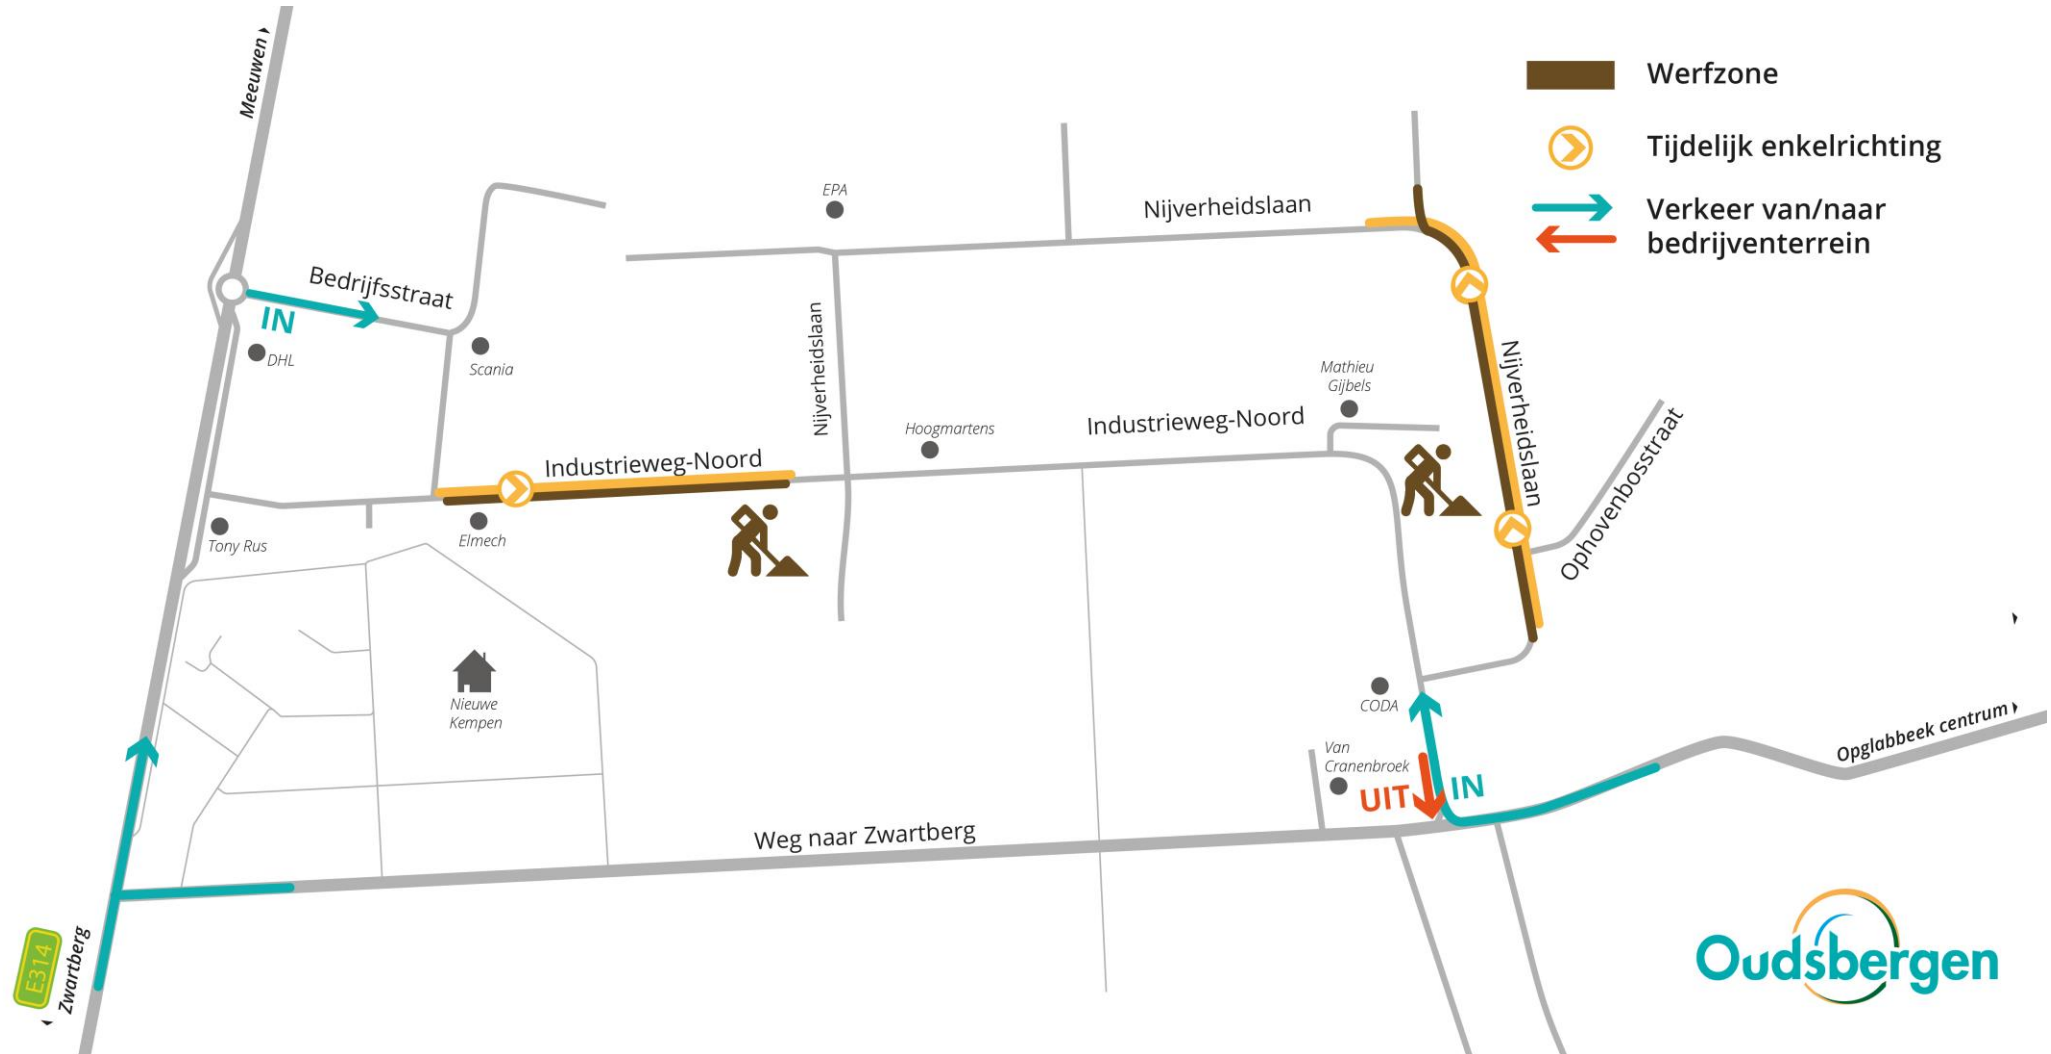 Meeuwen
Werfzone
Tijdelijk enkelrichting
Verkeer van/naar
bedrijventerrein
EPA
Nijverheidslaan
Bedrijfsstraat
IN
DHL
Scania
Nijverheidslaan
Mathieu
Gijbels
Nijverheidslaan
Industrieweg-Noord
Hoogmartens
Industrieweg-Noord
Ophovenbosstraat
Tony Rus
Elmech
Nieuwe
Kempen
CODA
Van
Cranenbroek
UIT
IN
Opglabbeek centrum
Weg naar Zwartberg
E314
Zwartberg
Oudsbergen